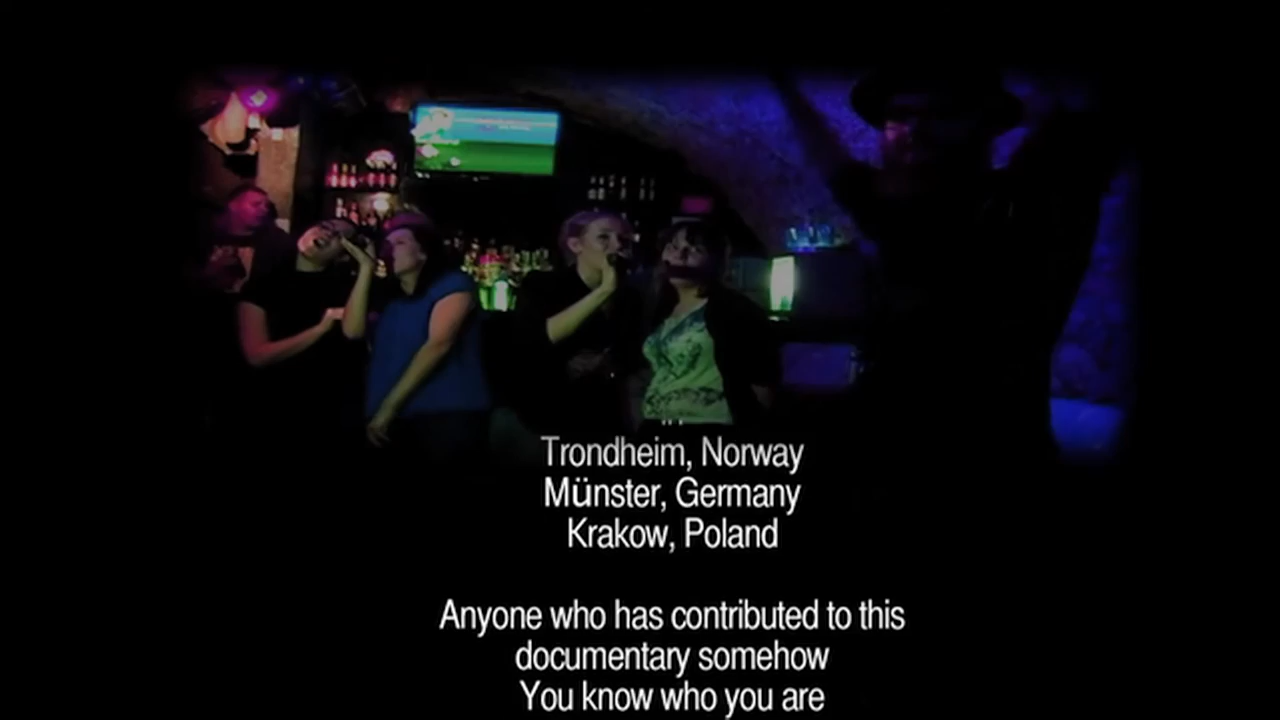 Trondheim, Norway
Münster, Germany
Krakow, Poland
Anyone who has contributed to this
documentary somehow
You know who you are